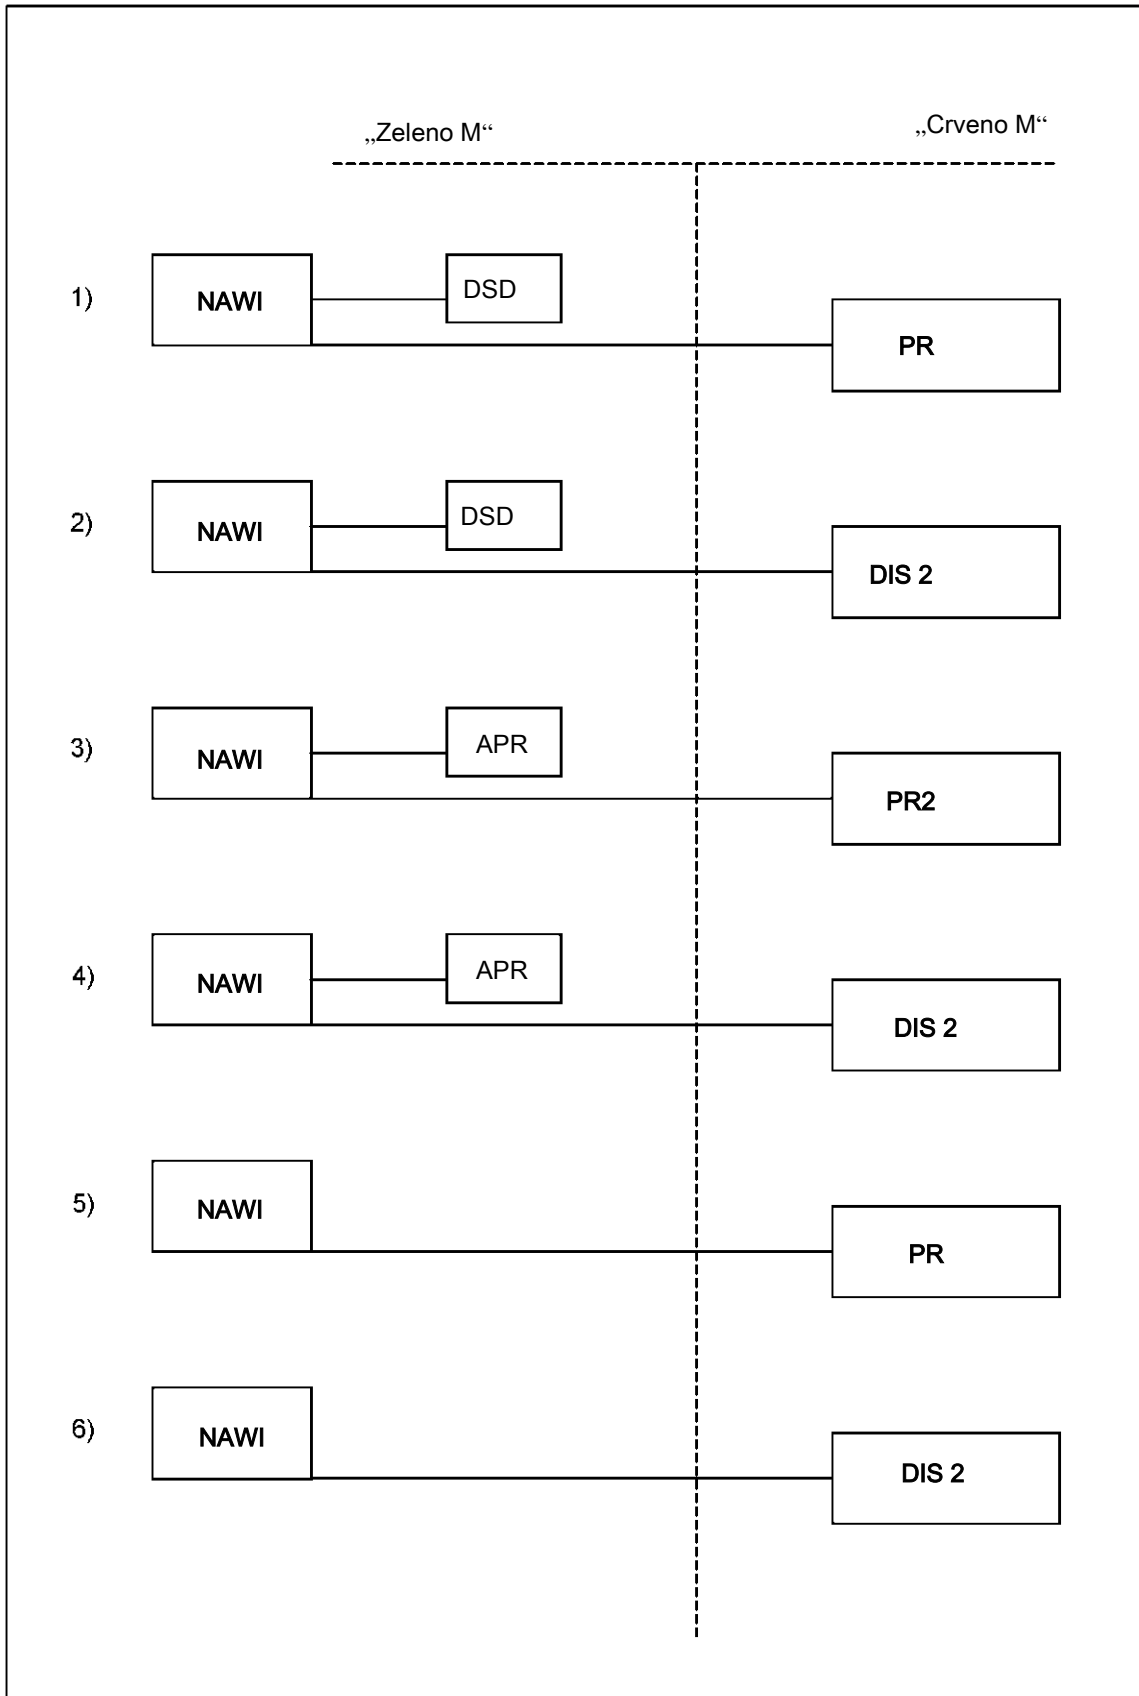 „Zeleno M“
„Crveno M“
1)
NAWI
DSD
PR
2)
NAWI
DSD
DIS 2
3)
NAWI
APR
PR2
4)
NAWI
APR
DIS 2
5)
NAWI
PR
6)
NAWI
DIS 2